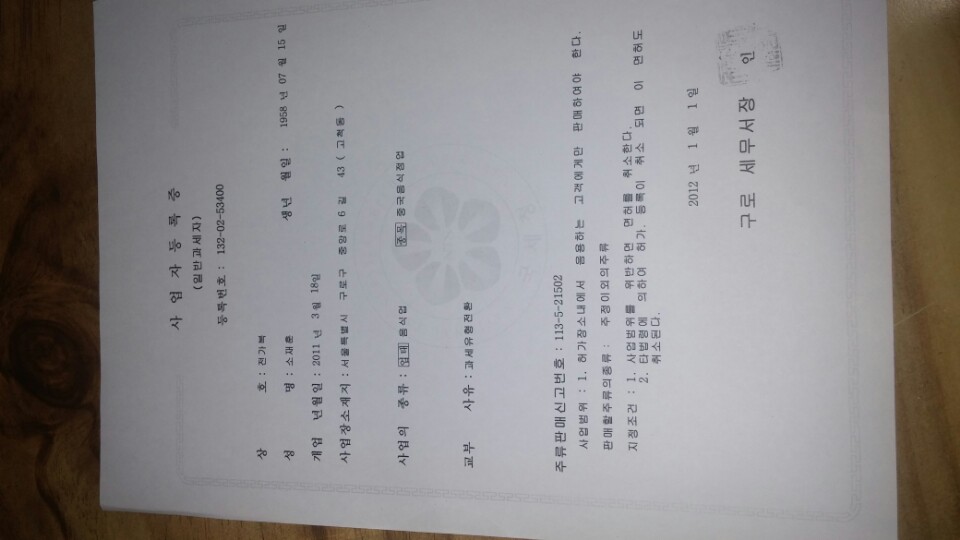 사 업 자 등 록 증
(일반과세자)
등록번호 : 132-02-53400
상 호 : 전가복
성 명 : 소재훈 생년 월일 : 1958 년 07 월 15 일
개업 년월일 : 2011 년 3 월 18일
사업장소재지 : 서울특별시 구로구 중앙로 6 길 43 ( 고척동 )
사업의 종류 : 업태 음식업 종목 중국음식점업
교부 사유 : 과세유형전환
주류판매신고번호 : 113-5-21502
사업범위 : 1. 허가장소내에서 음용하는 고객에게만 판매하여야 한다.
판매할주류의종류 : 주정이외의주류
지정조건 : 1. 사업범위를 위반하면 면허를 취소한다.
2. 타법령에 의하여 허가. 등록이 취소 되면 이 면허도
취소된다.
2012 년 1 월 1 일
구로 세무서장 인